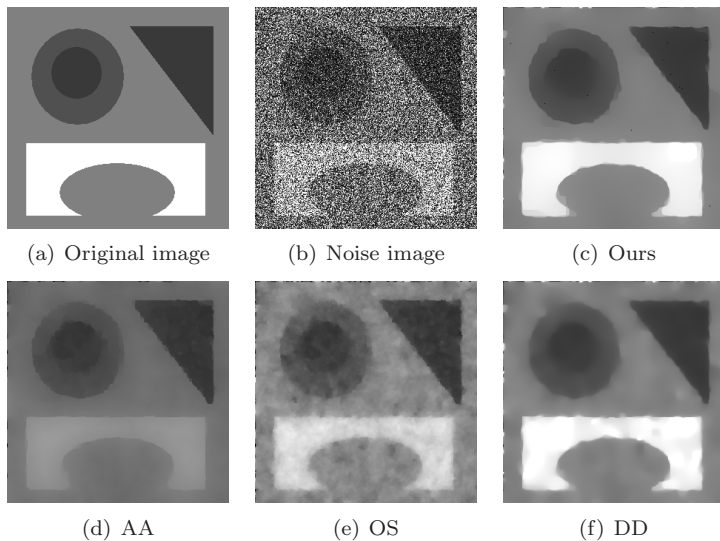 (a) Original image
(b) Noise image
(c) Ours
(d) AA
(e) OS
(f) DD